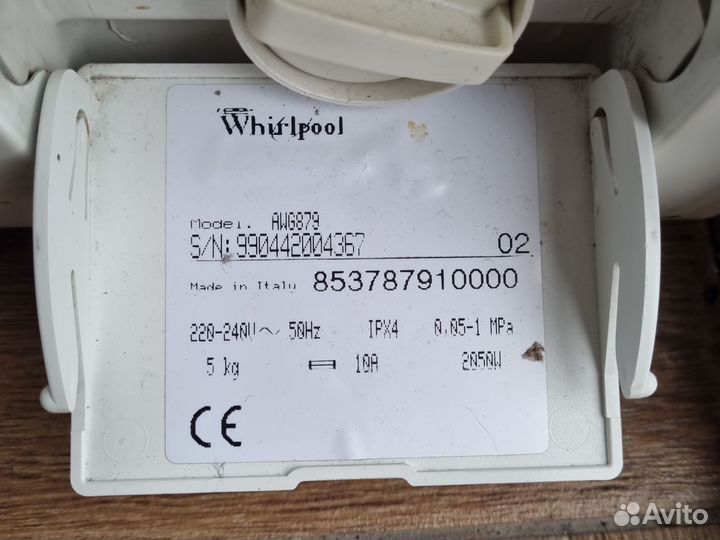 Whirlpool
Model. AWG879
S/N: 990442004367 02
Made in Italy 853787910000
220-240V ~ 50Hz IPX4 0.05-1 MPa
5 kg 10A 2050W
CE
Avito